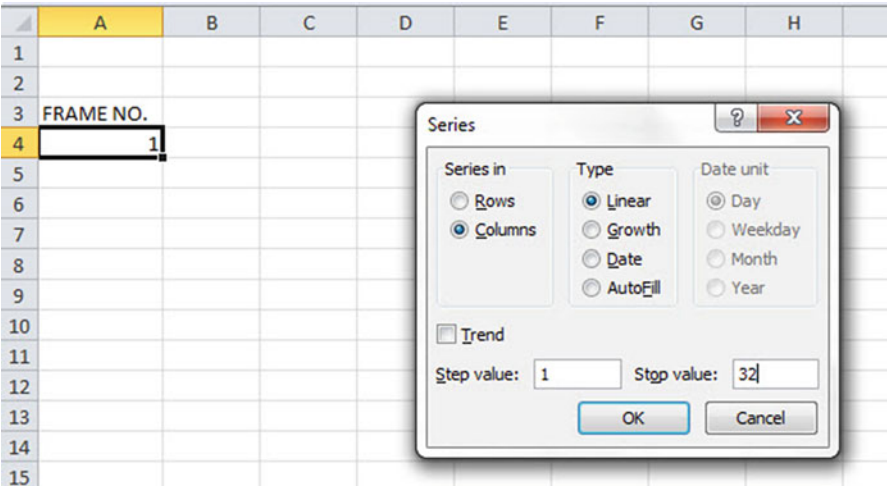 A B C D E F G H
1
2
3 FRAME NO.
4 1
5
6
7
8
9
10
11
12
13
14
15
Series ?
Series in Type Date unit
Rows Linear Day
Columns Growth Weekday
Date Month
AutoFill Year
Trend
Step value: 1 Stop value: 32
OK Cancel